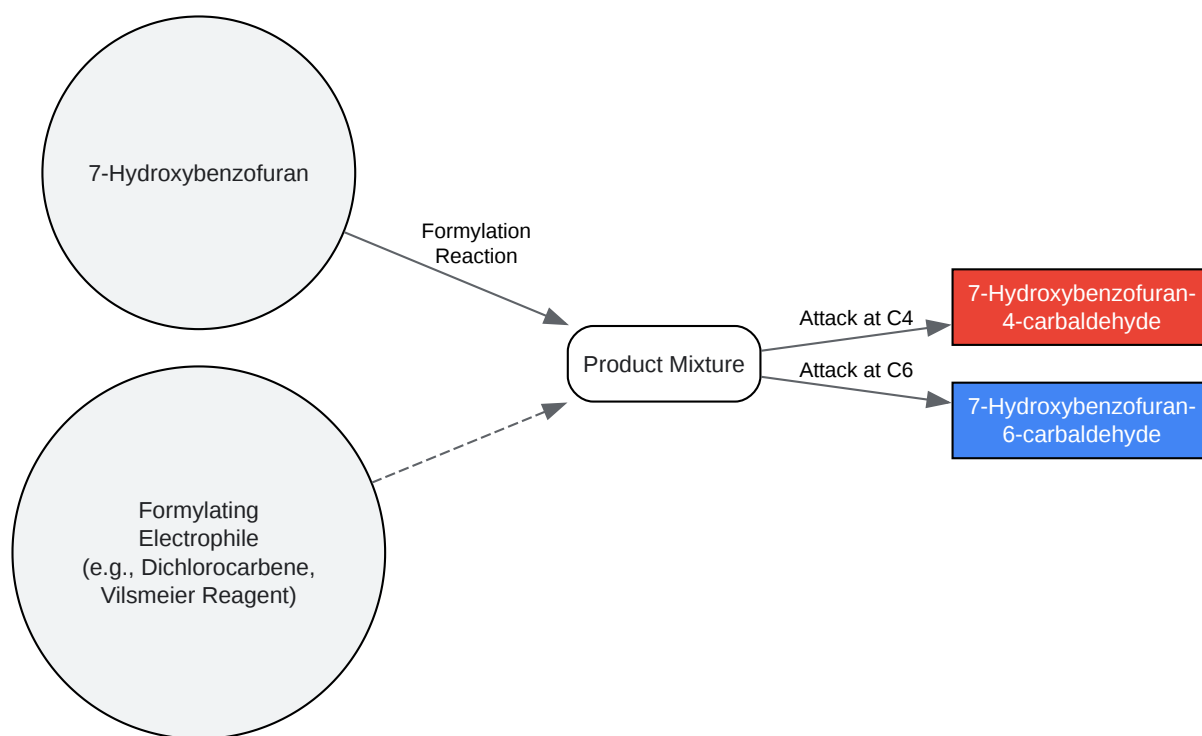 7-Hydroxybenzofuran
Formylation
Reaction
Formylating
Electrophile
(e.g., Dichlorocarbene,
Vilsmeier Reagent)
Product Mixture
Attack at C4
Attack at C6
7-Hydroxybenzofuran-
4-carbaldehyde
7-Hydroxybenzofuran-
6-carbaldehyde